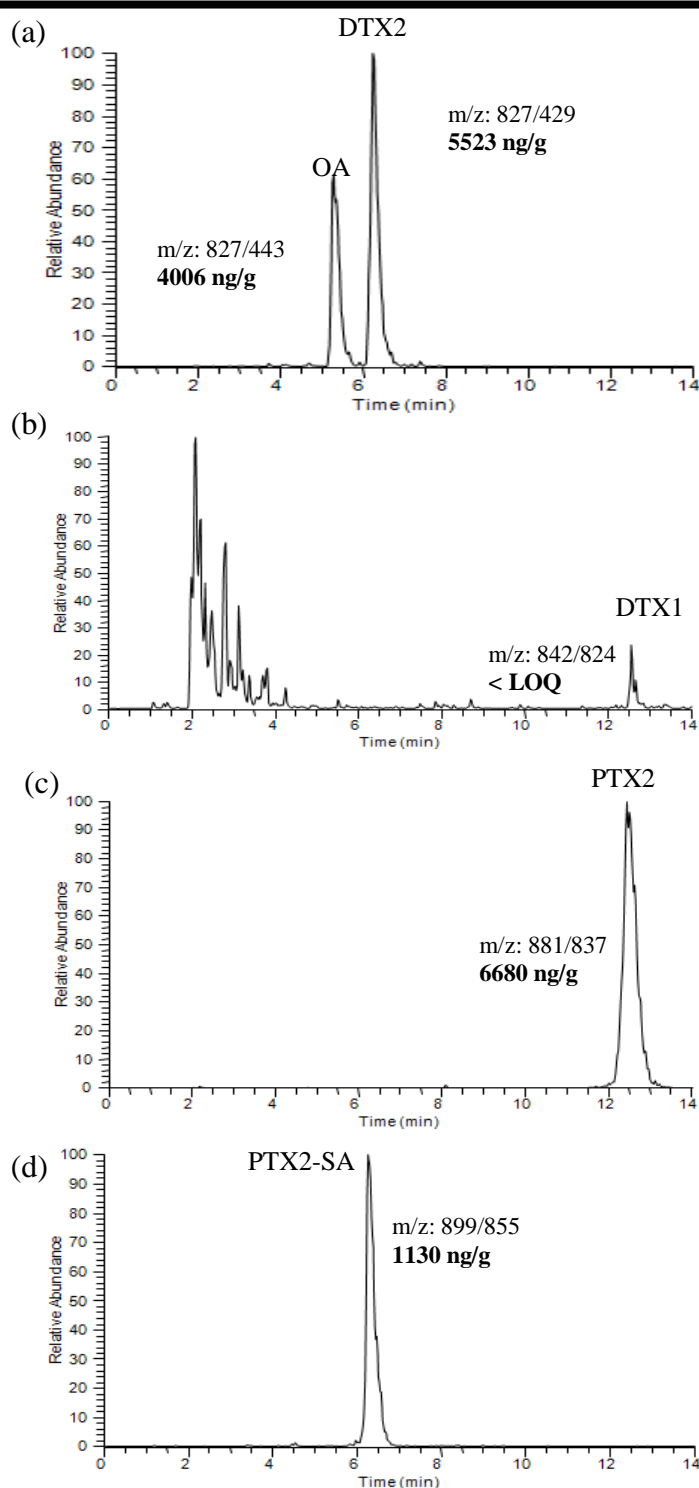 (a)
DTX2
OA
m/z: 827/429
5523 ng/g
m/z: 827/443
4006 ng/g
Relative Abundance
100
90
80
70
60
50
40
30
20
10
0
0 2 4 6 8 10 12 14
Time (min)
(b)
DTX1
m/z: 842/824
< LOQ
Relative Abundance
100
90
80
70
60
50
40
30
20
10
0
0 2 4 6 8 10 12 14
Time (min)
(c)
PTX2
m/z: 881/837
6680 ng/g
Relative Abundance
100
90
80
70
60
50
40
30
20
10
0
0 2 4 6 8 10 12 14
Time (min)
(d)
PTX2-SA
m/z: 899/855
1130 ng/g
Relative Abundance
100
90
80
70
60
50
40
30
20
10
0
0 2 4 6 8 10 12 14
Time (min)